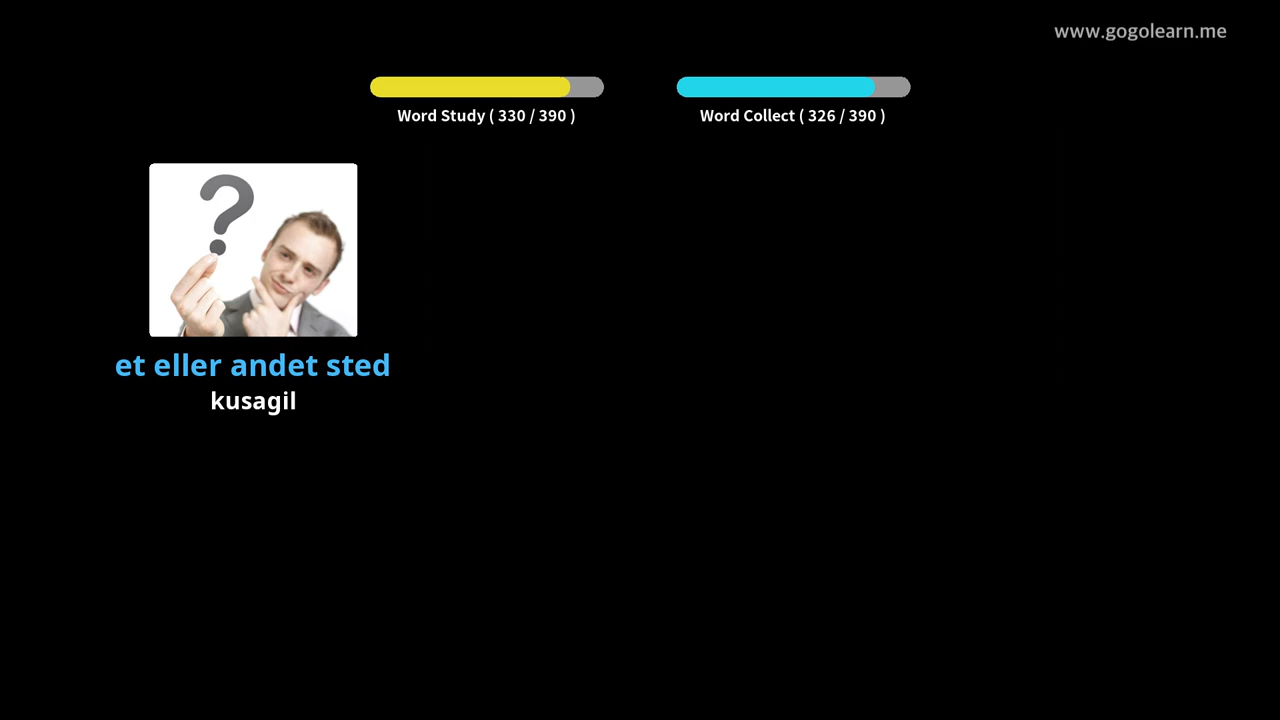 www.gogolearn.me
Word Study ( 330 / 390 )
Word Collect ( 326 / 390 )
?
et eller andet sted
kusagil